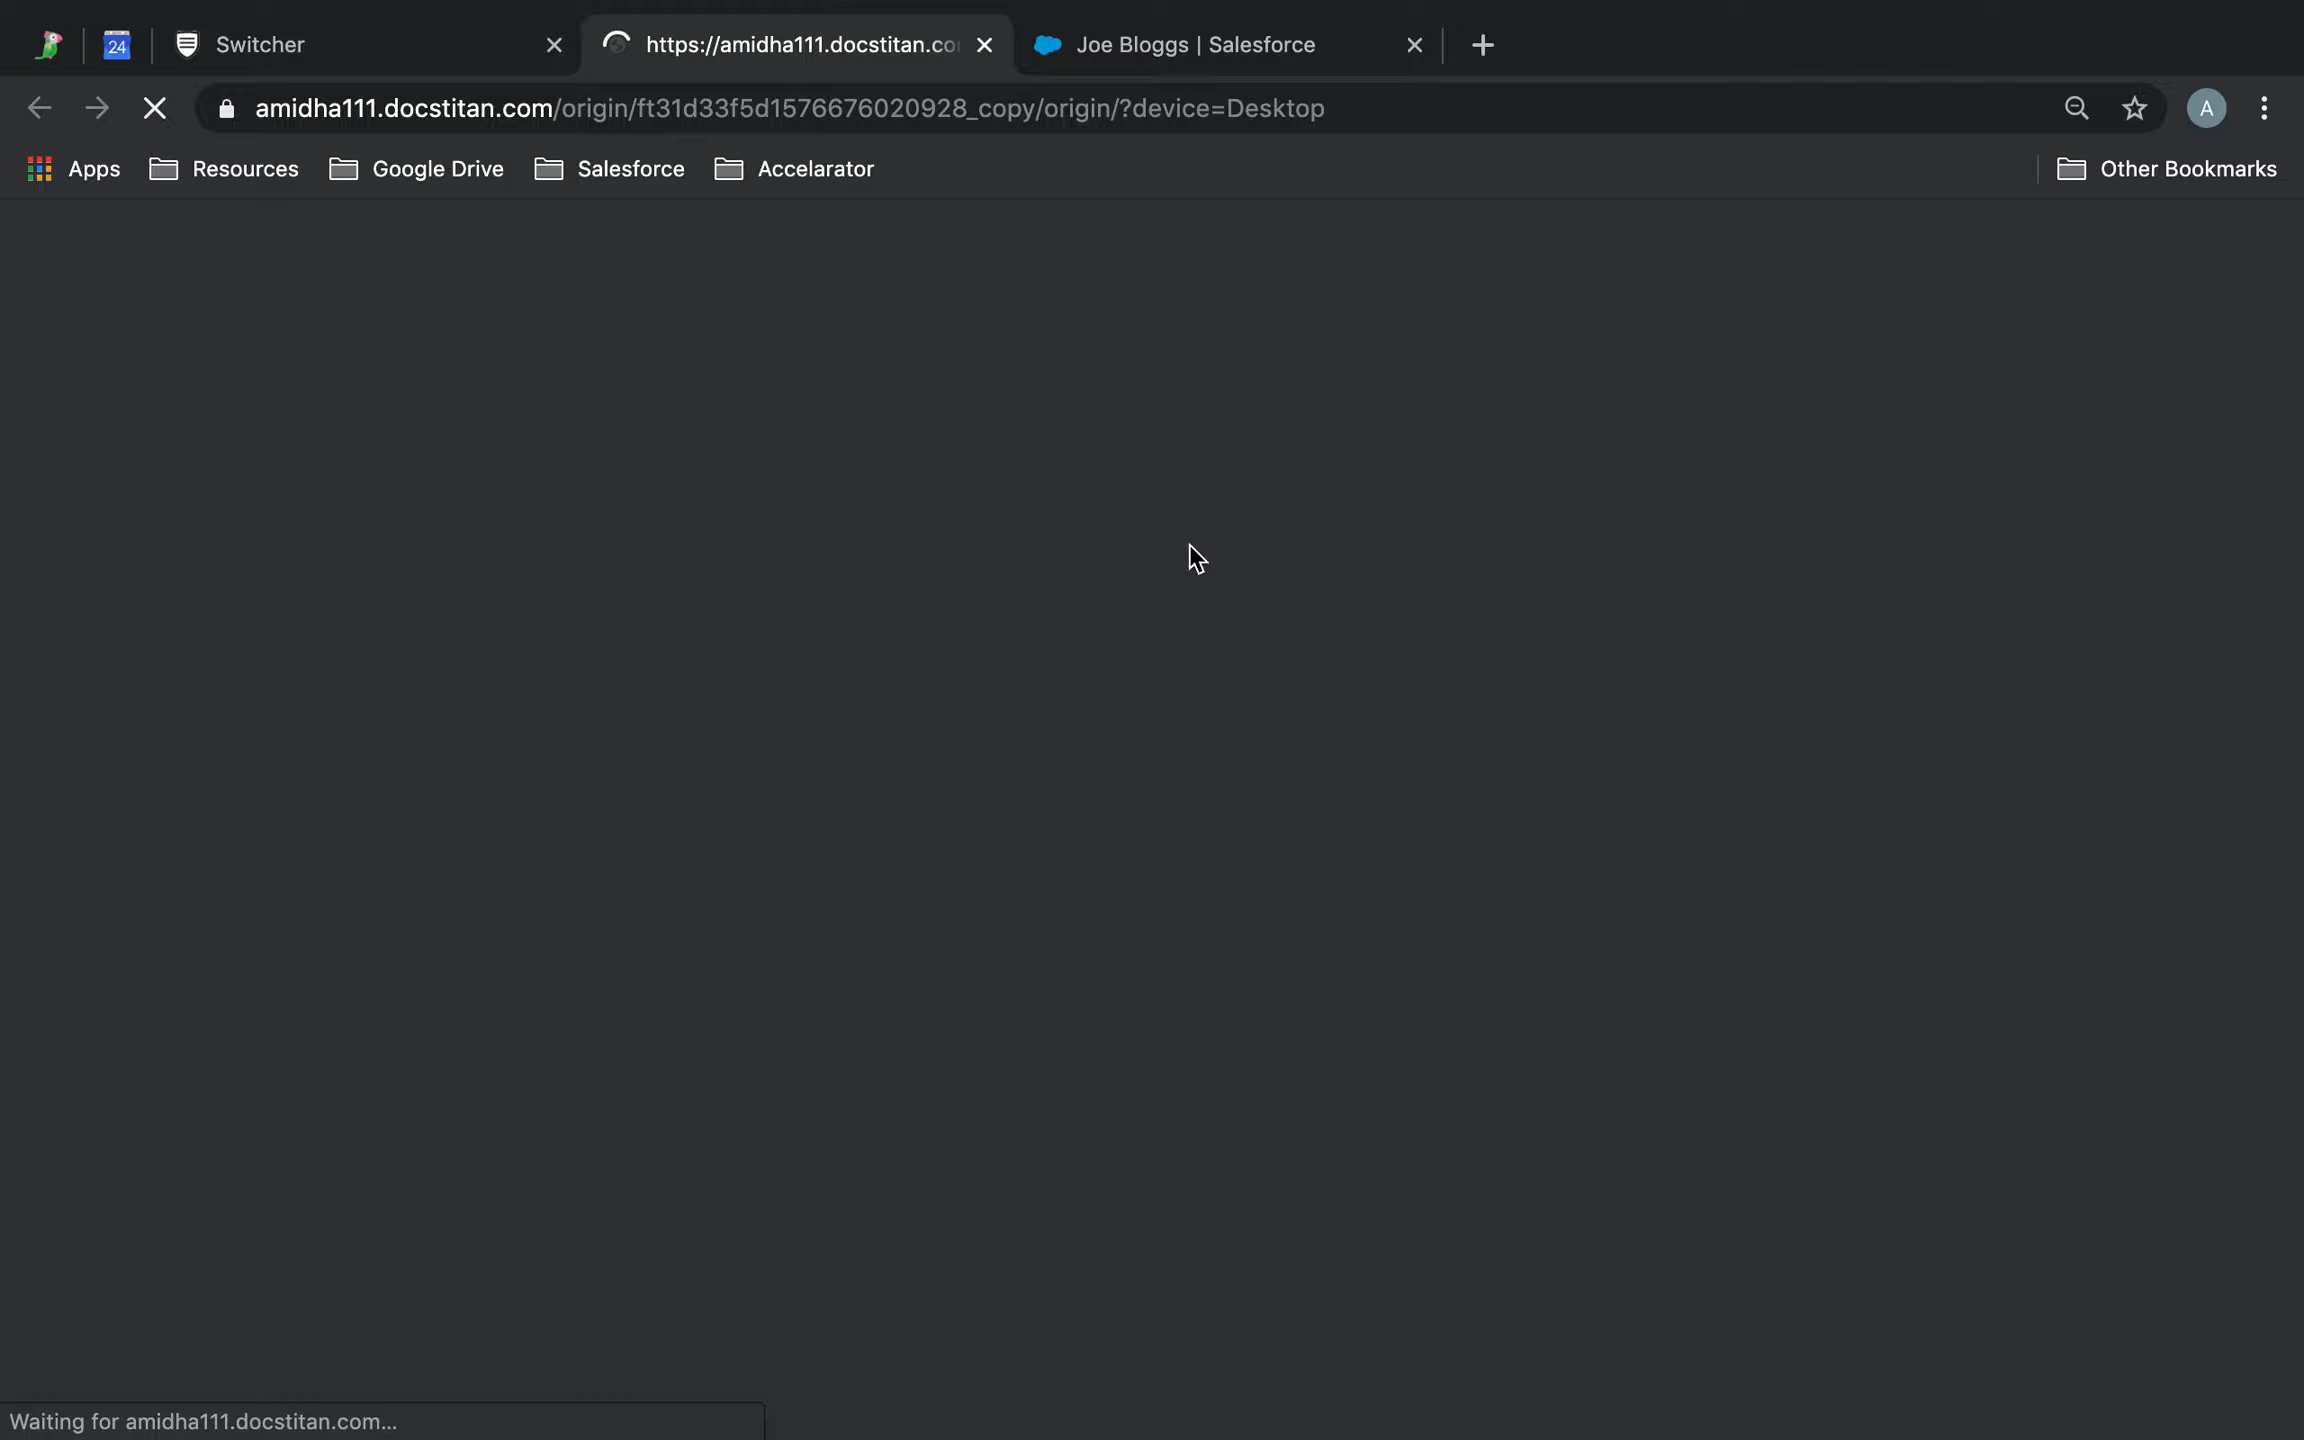 24 Switcher https://amidha111.docstitan.co Joe Bloggs | Salesforce
amidha111.docstitan.com/origin/ft31d33f5d1576676020928_copy/origin/?device=Desktop A
Apps Resources Google Drive Salesforce Accelarator Other Bookmarks
Waiting for amidha111.docstitan.com...